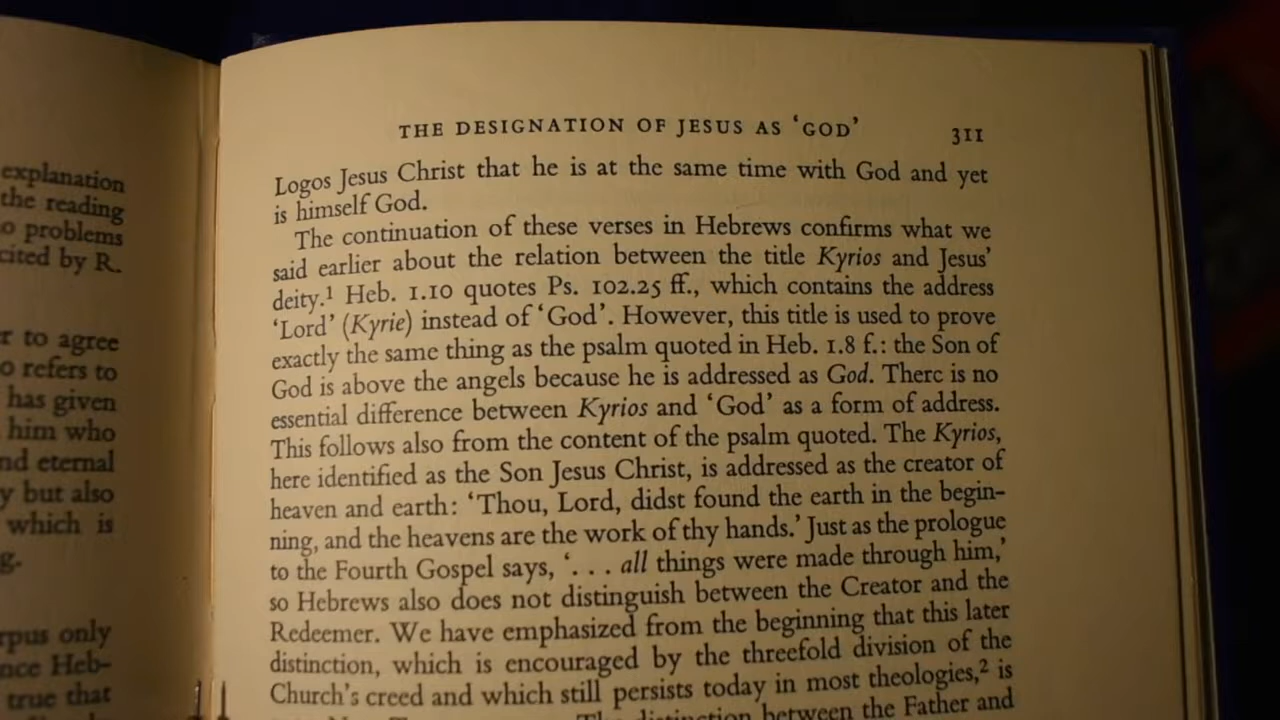 explanation
the reading
o problems
cited by R.
r to agree
o refers to
has given
him who
nd eternal
y but also
which is
g.
rpus only
nce Heb-
true that
THE DESIGNATION OF JESUS AS ‘GOD’ 311
Logos Jesus Christ that he is at the same time with God and yet
is himself God.
The continuation of these verses in Hebrews confirms what we
said earlier about the relation between the title Kyrios and Jesus’
deity.¹ Heb. 1.10 quotes Ps. 102.25 ff., which contains the address
‘Lord’ (Kyrie) instead of ‘God’. However, this title is used to prove
exactly the same thing as the psalm quoted in Heb. 1.8 f.: the Son of
God is above the angels because he is addressed as God. There is no
essential difference between Kyrios and ‘God’ as a form of address.
This follows also from the content of the psalm quoted. The Kyrios,
here identified as the Son Jesus Christ, is addressed as the creator of
heaven and earth: ‘Thou, Lord, didst found the earth in the begin-
ning, and the heavens are the work of thy hands.’ Just as the prologue
to the Fourth Gospel says, ‘. . . all things were made through him,’
so Hebrews also does not distinguish between the Creator and the
Redeemer. We have emphasized from the beginning that this later
distinction, which is encouraged by the threefold division of the
Church’s creed and which still persists today in most theologies,² is
The distinction between the Father and